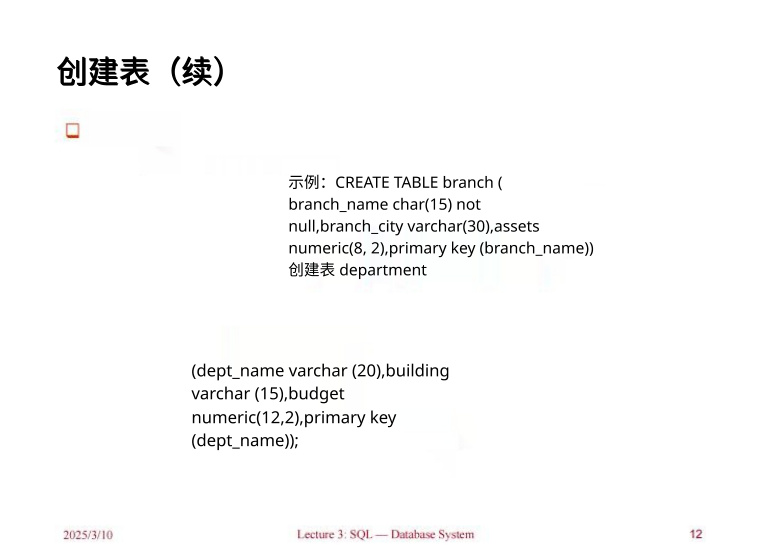 创建表（续）
示例：CREATE TABLE branch (
branch_name char(15) not
null,branch_city varchar(30),assets
numeric(8, 2),primary key (branch_name))
创建表 department
(dept_name varchar (20),building
varchar (15),budget
numeric(12,2),primary key
(dept_name));
2025/3/10
Lecture 3: SQL — Database System
12